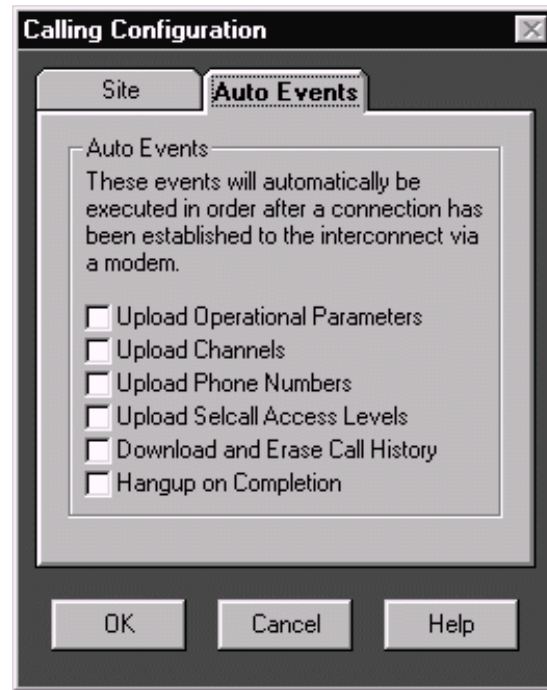 Calling Configuration
Site
Auto Events
Auto Events
These events will automatically be
executed in order after a connection has
been established to the interconnect via
a modem.
Upload Operational Parameters
Upload Channels
Upload Phone Numbers
Upload Selcall Access Levels
Download and Erase Call History
Hangup on Completion
OK
Cancel
Help